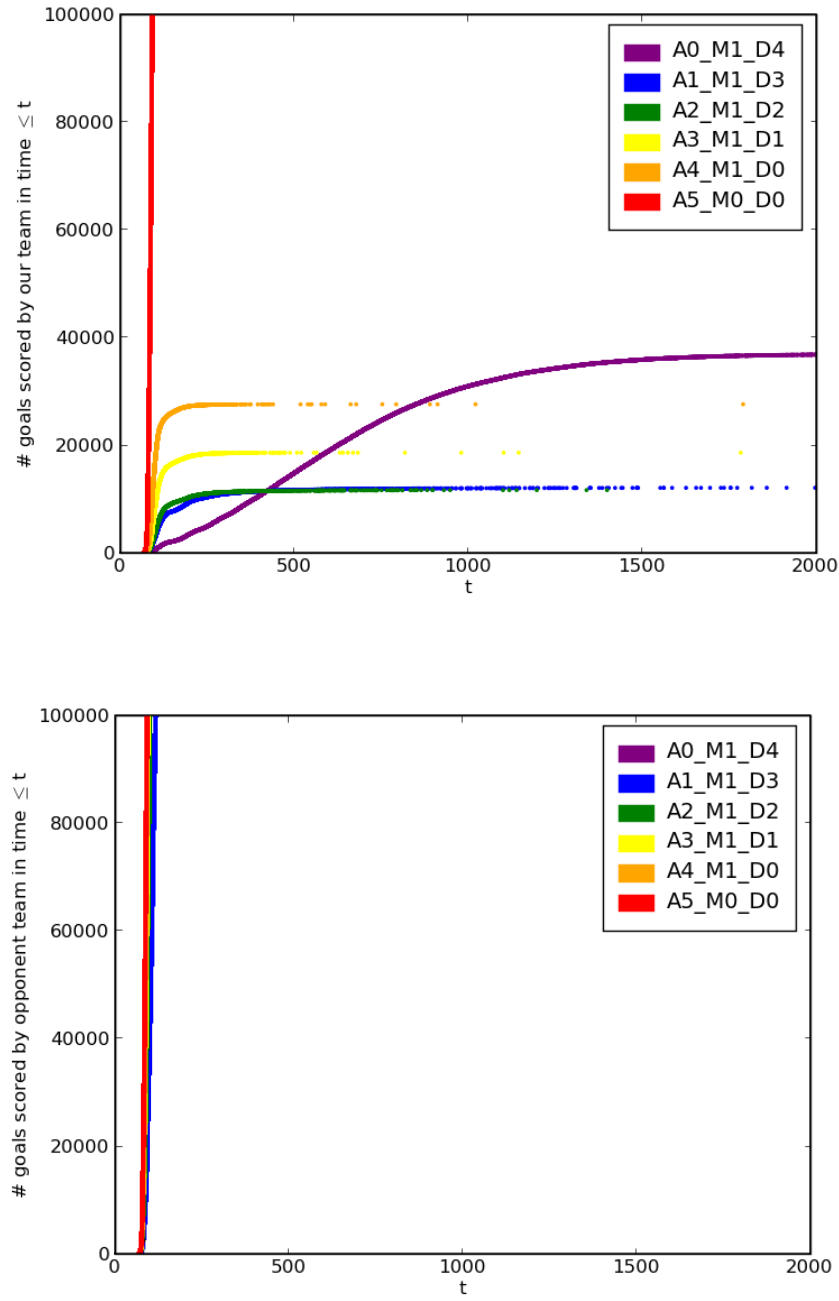 100000
80000
60000
40000
20000
0
# goals scored by our team in time ≤ t
A0_M1_D4
A1_M1_D3
A2_M1_D2
A3_M1_D1
A4_M1_D0
A5_M0_D0
0 500 1000 1500 2000
t
100000
80000
60000
40000
20000
0
# goals scored by opponent team in time ≤ t
A0_M1_D4
A1_M1_D3
A2_M1_D2
A3_M1_D1
A4_M1_D0
A5_M0_D0
0 500 1000 1500 2000
t